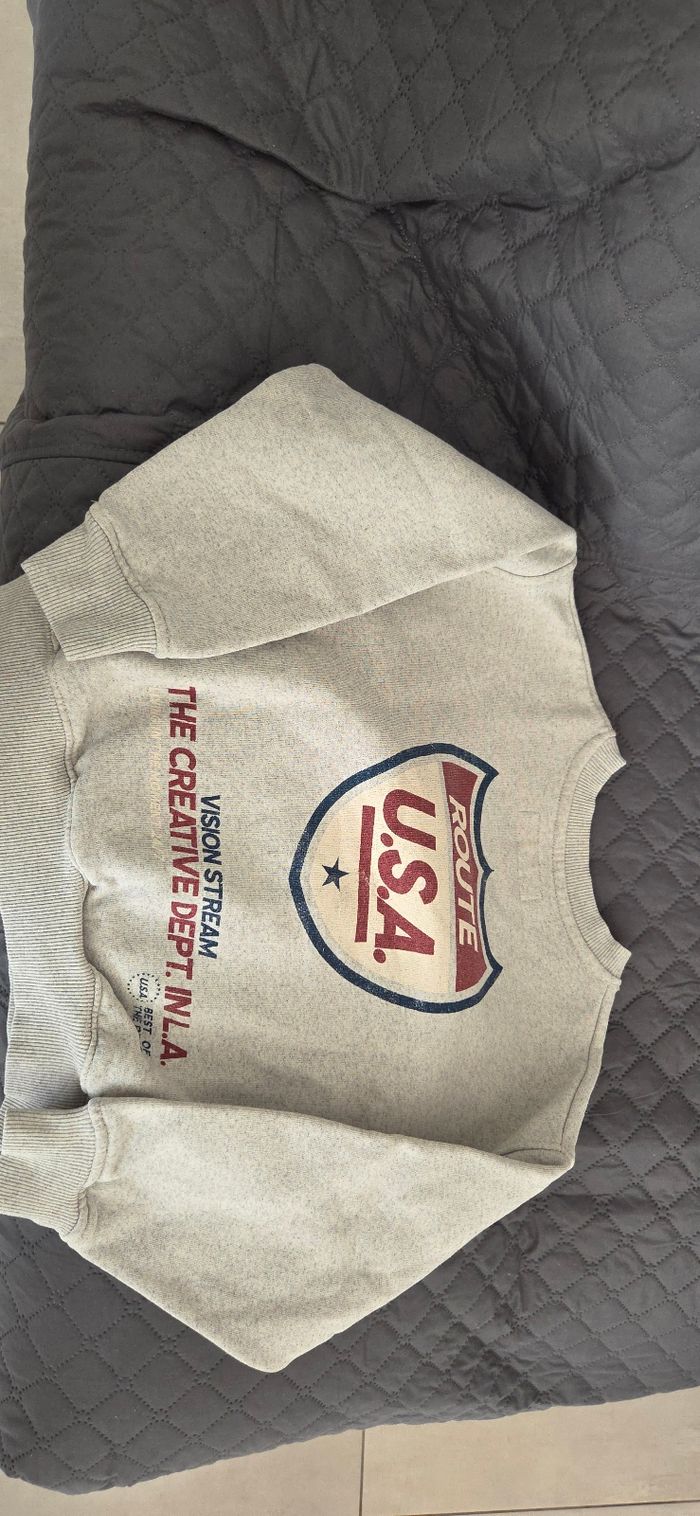 ROUTE
U.S.A.
VISION STREAM
THE CREATIVE DEPT. IN L.A.
U.S.A.
BEST. OF